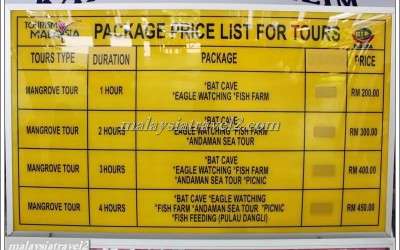 TOURISM
MALAYSIA
PACKAGE PRICE LIST FOR TOURS
TOURS TYPE DURATION PACKAGE PRICE
MANGROVE TOUR 1 HOUR *BAT CAVE
*EAGLE WATCHING *FISH FARM RM 200.00
MANGROVE TOUR 2 HOURS *BAT CAVE
*EAGLE WATCHING *FISH FARM
*ANDAMAN SEA TOUR RM 300.00
malaysiatravel2.com
MANGROVE TOUR 3 HOURS *BAT CAVE
*EAGLE WATCHING *FISH FARM
*ANDAMAN SEA TOUR *PICNIC RM 400.00
MANGROVE TOUR 4 HOURS *BAT CAVE *EAGLE WATCHING
*FISH FARM *ANDAMAN SEA TOUR *PICNIC
*FISH FEEDING (PULAU DANGLI) RM 450.00
malaysiatravel2
malaysiatravel2.com